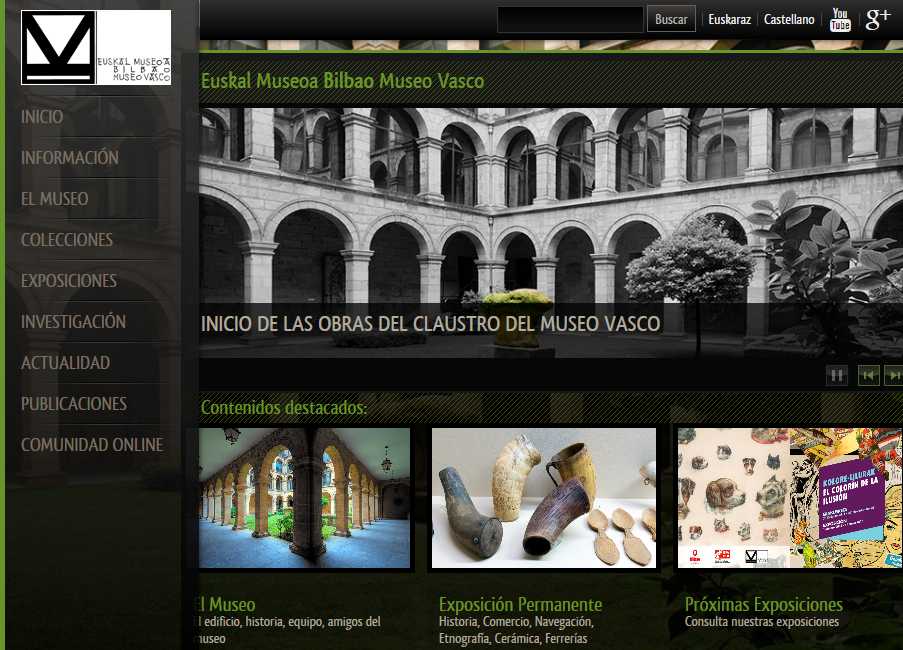 EUSKAL MUSEOA
BILBAO
MUSEO VASCO
Buscar
Euskaraz
Castellano
You
Tube
g+
INICIO
INFORMACIÓN
EL MUSEO
COLECCIONES
EXPOSICIONES
INVESTIGACIÓN
ACTUALIDAD
PUBLICACIONES
COMUNIDAD ONLINE
Euskal Museoa Bilbao Museo Vasco
INICIO DE LAS OBRAS DEL CLAUSTRO DEL MUSEO VASCO
Contenidos destacados:
KOLORE-LILURAK
EL COLORÍN DE LA
ILUSIÓN
El Museo
l edificio, historia, equipo, amigos del
museo
Exposición Permanente
Historia, Comercio, Navegación,
Etnografía, Cerámica, Ferrerías
Próximas Exposiciones
Consulta nuestras exposiciones